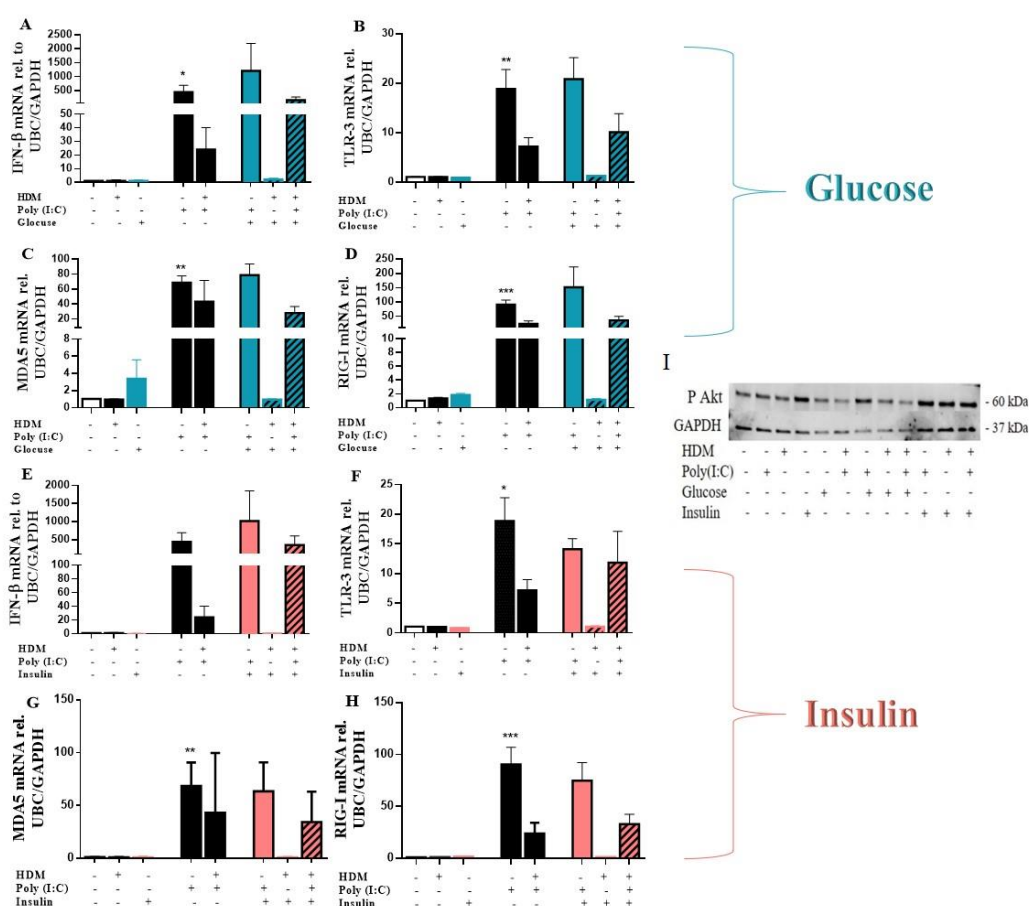 A
IFN-β mRNA rel. to
UBC/GAPDH
2500
2000
1500
1000
500
50
40
30
20
10
0
*
HDM - + - - + - + +
Poly (I:C) - - - + + + - +
Glocuse - - + - - + + +
B
TLR-3 mRNA rel.
UBC/GAPDH
30
20
10
0
**
HDM - + - - + - + +
Poly (I:C) - - - + + + - +
Glucose - - + - - + + +
Glucose
C
MDA5 mRNA rel.
UBC/GAPDH
100
80
60
40
20
6
4
2
0
**
HDM - + - - + - + +
Poly (I:C) - - - + + + - +
Glucose - - + - - + + +
D
RIG-I mRNA rel.
UBC/GAPDH
250
200
150
100
50
10
8
6
4
2
0
***
HDM - + - - + - + +
Poly (I:C) - - - + + + - +
Glucose - - + - - + + +
I
P Akt - 60 kDa
GAPDH - 37 kDa
HDM - - + - - + - + + - + +
Poly(I:C) - + - - - + + - + + - +
Glucose - - - - + - + + + - - -
Insulin - - - + - - - - - + + +
E
IFN-β mRNA rel. to
UBC/GAPDH
2000
1500
1000
500
100
80
60
40
20
0
HDM - + - - + - + +
Poly (I:C) - - - + + + - +
Insulin - - + - - + + +
F
TLR-3 mRNA rel.
UBC/GAPDH
25
20
15
10
5
0
*
HDM - + - - + - + +
Poly (I:C) - - - + + + - +
Insulin - - + - - + + +
Insulin
G
MDA5 mRNA rel.
UBC/GAPDH
150
100
50
0
**
HDM - + - - + - + +
Poly (I:C) - - - + + + - +
Insulin - - + - - + + +
H
RIG-I mRNA rel.
UBC/GAPDH
150
100
50
0
***
HDM - + - - + - + +
Poly (I:C) - - - + + + - +
Insulin - - + - - + + +